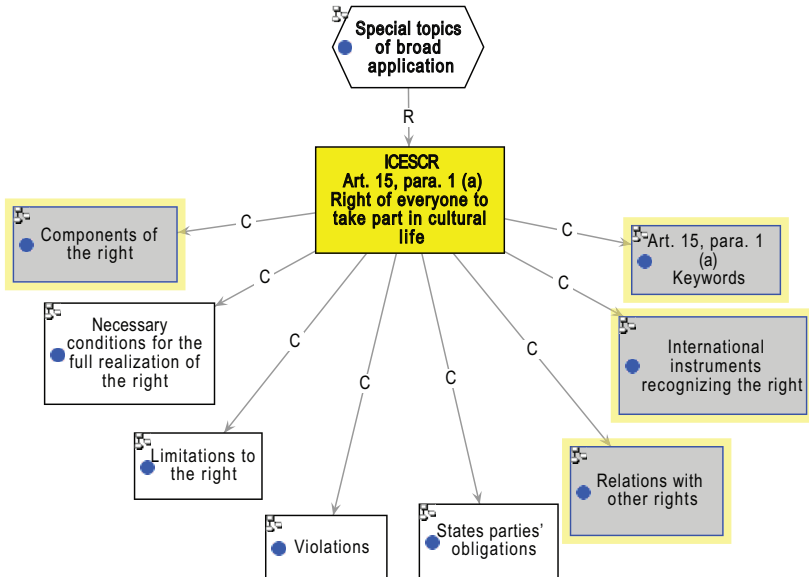 Special topics
of broad
application
R
ICESCR
Art. 15, para. 1 (a)
Right of everyone to
take part in cultural
life
C
Components of
the right
C
Art. 15, para. 1
(a)
Keywords
C
Necessary
conditions for the
full realization of
the right
C
International
instruments
recognizing the right
C
Limitations to
the right
C
Relations with
other rights
C
Violations
C
States parties'
obligations